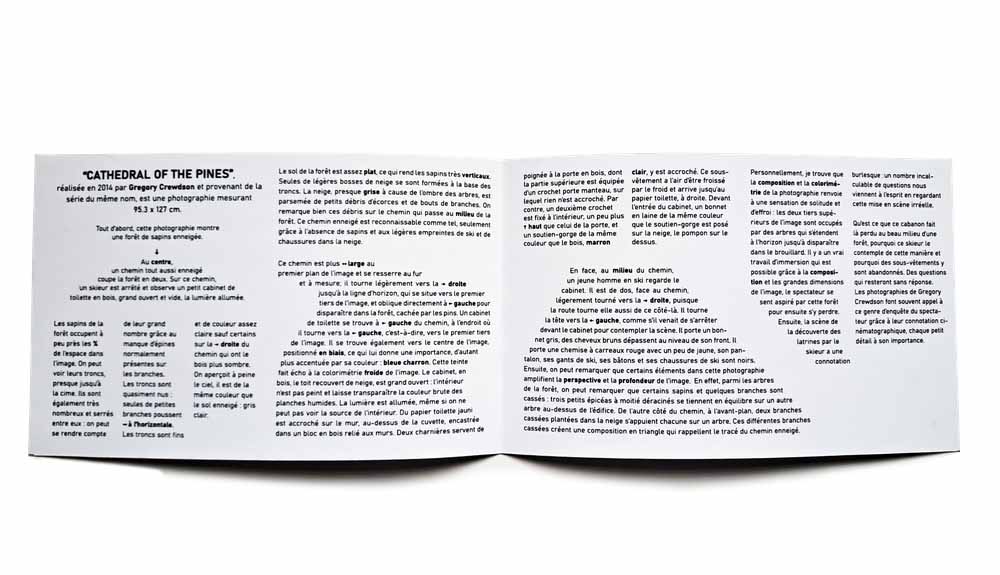 "CATHEDRAL OF THE PINES",
réalisée en 2014 par Gregory Crewdson et provenant de la
série du même nom, est une photographie mesurant
95.3 x 127 cm.
Tout d'abord, cette photographie montre
une forêt de sapins enneigée.
↓
Au centre,
un chemin tout aussi enneigé
coupe la forêt en deux. Sur ce chemin,
un skieur est arrêté et observe un petit cabinet de
toilette en bois, grand ouvert et vide, la lumière allumée.
Les sapins de la
forêt occupent à
peu près les ¾
de l'espace dans
l'image. On peut
voir leurs troncs,
presque jusqu'à
la cime. Ils sont
également très
nombreux et serrés
entre eux : on peut
se rendre compte
de leur grand
nombre grâce au
manque d'épines
normalement
présentes sur
les branches.
Les troncs sont
quasiment nus :
seules de petites
branches poussent
→ à l'horizontale.
Les troncs sont fins
et de couleur assez
claire sauf certains
sur la → droite du
chemin qui ont le
bois plus sombre.
On aperçoit à peine
le ciel, il est de la
même couleur que
le sol enneigé : gris
clair.
Le sol de la forêt est assez plat, ce qui rend les sapins très verticaux.
Seules de légères bosses de neige se sont formées à la base des
troncs. La neige, presque grise à cause de l'ombre des arbres, est
parsemée de petits débris d'écorces et de bouts de branches. On
remarque bien ces débris sur le chemin qui passe au milieu de la
forêt. Ce chemin enneigé est reconnaissable comme tel, seulement
grâce à l'absence de sapins et aux légères empreintes de ski et de
chaussures dans la neige.
Ce chemin est plus ↔ large au
premier plan de l'image et se resserre au fur
et à mesure; il tourne légèrement vers la → droite
jusqu'à la ligne d'horizon, qui se situe vers le premier
tiers de l'image, et oblique directement à ← gauche pour
disparaître dans la forêt, cachée par les pins. Un cabinet
de toilette se trouve à ← gauche du chemin, à l'endroit où
il tourne vers la ← gauche, c'est-à-dire, vers le premier tiers
de l'image. Il se trouve également vers le centre de l'image,
positionné en biais, ce qui lui donne une importance, d'autant
plus accentuée par sa couleur : bleue charron. Cette teinte
fait écho à la colorimétrie froide de l'image. Le cabinet, en
bois, le toit recouvert de neige, est grand ouvert : l'intérieur
n'est pas peint et laisse transparaître la couleur brute des
planches humides. La lumière est allumée, même si on ne
peut pas voir la source de l'intérieur. Du papier toilette jauni
est accroché sur le mur, au-dessus de la cuvette, encastrée
dans un bloc en bois relié aux murs. Deux charnières servent de
poignée à la porte en bois, dont
la partie supérieure est équipée
d'un crochet porte manteau, sur
lequel rien n'est accroché. Par
contre, un deuxième crochet
est fixé à l'intérieur, un peu plus
↑ haut que celui de la porte, et
un soutien-gorge de la même
couleur que le bois, marron
clair, y est accroché. Ce sous-
vêtement a l'air d'être froissé
par le froid et arrive jusqu'au
papier toilette, à droite. Devant
l'entrée du cabinet, un bonnet
en laine de la même couleur
que le soutien-gorge est posé
sur la neige, le pompon sur le
dessus.
En face, au milieu du chemin,
un jeune homme en ski regarde le
cabinet. Il est de dos, face au chemin,
légerement tourné vers la → droite, puisque
la route tourne elle aussi de ce côté-là. Il tourne
la tête vers la ← gauche, comme s'il venait de s'arrêter
devant le cabinet pour contempler la scène. Il porte un bon-
net gris, des cheveux bruns dépassent au niveau de son front. Il
porte une chemise à carreaux rouge avec un peu de jaune, son pan-
talon, ses gants de ski, ses bâtons et ses chaussures de ski sont noirs.
Ensuite, on peut remarquer que certains éléments dans cette photographie
amplifient la perspective et la profondeur de l'image. En effet, parmi les arbres
de la forêt, on peut remarquer que certains sapins et quelques branches sont
cassés : trois petits épicéas à moitié déracinés se tiennent en équilibre sur un autre
arbre au-dessus de l'édifice. De l'autre côté du chemin, à l'avant-plan, deux branches
cassées plantées dans la neige s'appuient chacune sur un arbre. Ces différentes branches
cassées créent une composition en triangle qui rappellent le tracé du chemin enneigé.
Personnellement, je trouve que
la composition et la colorimé-
trie de la photographie renvoie
à une sensation de solitude et
d'effroi : les deux tiers supé-
rieurs de l'image sont occupés
par des arbres qui s'étendent
à l'horizon jusqu'à disparaître
dans le brouillard. Il y a un vrai
travail d'immersion qui est
possible grâce à la composi-
tion et les grandes dimensions
de l'image, le spectateur se
sent aspiré par cette forêt
pour ensuite s'y perdre.
Ensuite, la scène de
la découverte des
latrines par le
skieur a une
connotation
burlesque : un nombre incal-
culable de questions nous
viennent à l'esprit en regardant
cette mise en scène irréelle.
Qu'est ce que ce cabanon fait
là perdu au beau milieu d'une
forêt, pourquoi ce skieur le
contemple de cette manière et
pourquoi des sous-vêtements y
sont abandonnés. Des questions
qui resteront sans réponse.
Les photographies de Gregory
Crewdson font souvent appel à
ce genre d'enquête du specta-
teur grâce à leur connotation ci-
nématographique, chaque petit
détail à son importance.